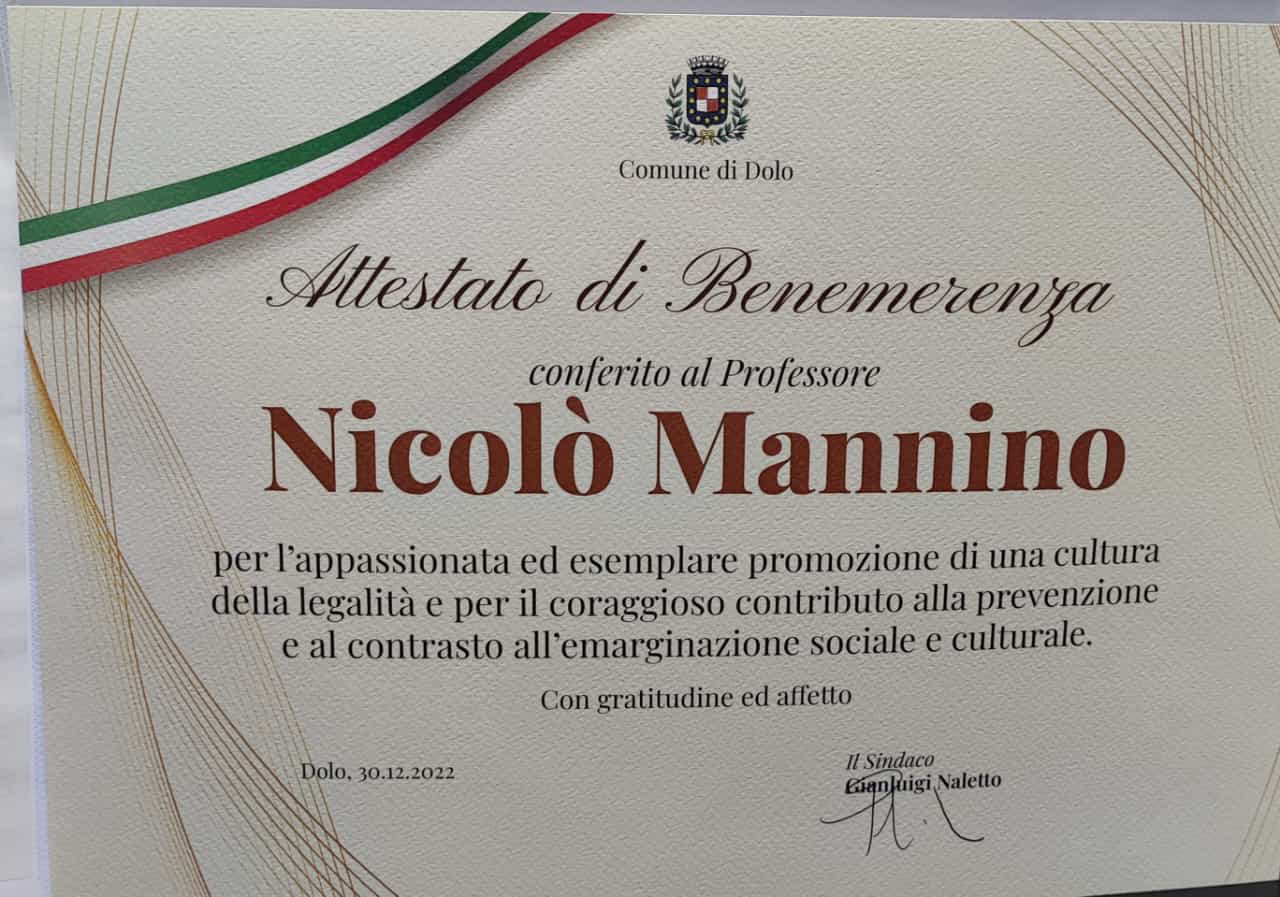 Comune di Dolo
Attestato di Benemerenza
conferito al Professore
Nicolò Mannino
per l'appassionata ed esemplare promozione di una cultura
della legalità e per il coraggioso contributo alla prevenzione
e al contrasto all'emarginazione sociale e culturale.
Con gratitudine ed affetto
Dolo, 30.12.2022
Il Sindaco
Gianluigi Naletto